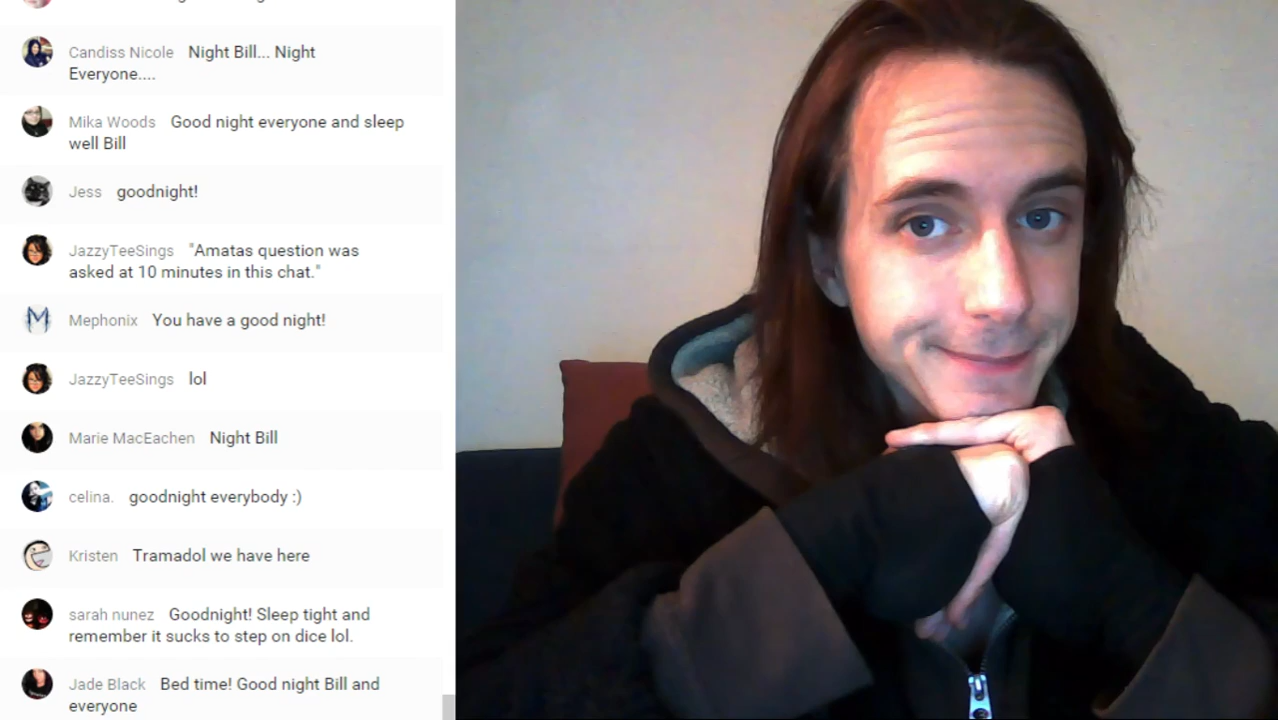 Candiss Nicole Night Bill... Night
Everyone....
Mika Woods Good night everyone and sleep
well Bill
Jess goodnight!
JazzyTeeSings "Amatas question was
asked at 10 minutes in this chat."
Mephonix You have a good night!
JazzyTeeSings lol
Marie MacEachen Night Bill
celina. goodnight everybody :)
Kristen Tramadol we have here
sarah nunez Goodnight! Sleep tight and
remember it sucks to step on dice lol.
Jade Black Bed time! Good night Bill and
everyone